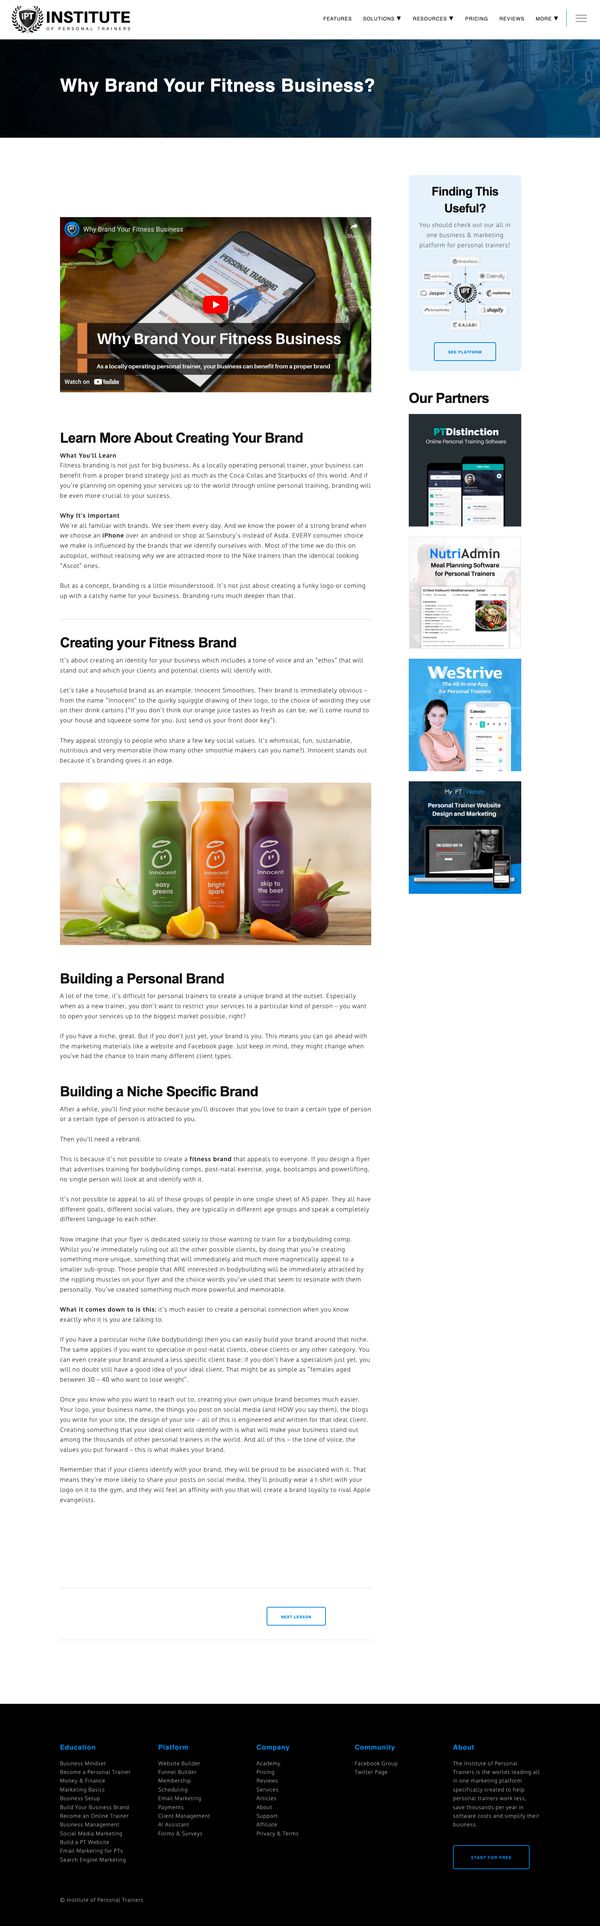 IPT INSTITUTE
OF PERSONAL TRAINERS
FEATURES SOLUTIONS ▼ RESOURCES ▼ PRICING REVIEWS MORE ▼
Why Brand Your Fitness Business?
Why Brand Your Fitness Business
Share
PERSONAL TRAINING
Why Brand Your Fitness Business
As a locally operating personal trainer, your business can benefit from a proper brand
Watch on YouTube
Learn More About Creating Your Brand
What You'll Learn
Fitness branding is not just for big business. As a locally operating personal trainer, your business can
benefit from a proper brand strategy just as much as the Coca-Colas and Starbucks of this world. And if
you're planning on opening your services up to the world through online personal training, branding will
be even more crucial to your success.
Why It's Important
We're all familiar with brands. We see them every day. And we know the power of a strong brand when
we choose an iPhone over an android or shop at Sainsbury's instead of Asda. EVERY consumer choice
we make is influenced by the brands that we identify ourselves with. Most of the time we do this on
autopilot, without realising why we are attracted more to the Nike trainers than the identical looking
"Ascot" ones.
But as a concept, branding is a little misunderstood. It's not just about creating a funky logo or coming
up with a catchy name for your business. Branding runs much deeper than that.
Creating your Fitness Brand
It's about creating an identity for your business which includes a tone of voice and an "ethos" that will
stand out and which your clients and potential clients will identify with.
Let's take a household brand as an example: Innocent Smoothies. Their brand is immediately obvious –
from the name "Innocent" to the quirky squiggle drawing of their logo, to the choice of wording they use
on their drink cartons ("If you don't think our orange juice tastes as fresh as can be, we'll come round to
your house and squeeze some for you. Just send us your front door key").
They appeal strongly to people who share a few key social values. It's whimsical, fun, sustainable,
nutritious and very memorable (how many other smoothie makers can you name?). Innocent stands out
because it's branding gives it an edge.
innocent
easy
greens
innocent
bright
spark
innocent
skip to
the beet
Building a Personal Brand
A lot of the time, it's difficult for personal trainers to create a unique brand at the outset. Especially
when as a new trainer, you don't want to restrict your services to a particular kind of person – you want
to open your services up to the biggest market possible, right?
If you have a niche, great. But if you don't just yet, your brand is you. This means you can go ahead with
the marketing materials like a website and Facebook page. Just keep in mind, they might change when
you've had the chance to train many different client types.
Building a Niche Specific Brand
After a while, you'll find your niche because you'll discover that you love to train a certain type of person
or a certain type of person is attracted to you.
Then you'll need a rebrand.
This is because it's not possible to create a fitness brand that appeals to everyone. If you design a flyer
that advertises training for bodybuilding comps, post-natal exercise, yoga, bootcamps and powerlifting,
no single person will look at and identify with it.
It's not possible to appeal to all of those groups of people in one single sheet of A5 paper. They all have
different goals, different social values, they are typically in different age groups and speak a completely
different language to each other.
Now imagine that your flyer is dedicated solely to those wanting to train for a bodybuilding comp.
Whilst you're immediately ruling out all the other possible clients, by doing that you're creating
something more unique, something that will immediately and much more magnetically appeal to a
smaller sub-group. Those people that ARE interested in bodybuilding will be immediately attracted by
the rippling muscles on your flyer and the choice words you've used that seem to resonate with them
personally. You've created something much more powerful and memorable.
What it comes down to is this: it's much easier to create a personal connection when you know
exactly who it is you are talking to.
If you have a particular niche (like bodybuilding) then you can easily build your brand around that niche.
The same applies if you want to specialise in post-natal clients, obese clients or any other category. You
can even create your brand around a less specific client base: if you don't have a specialism just yet, you
will no doubt still have a good idea of your ideal client. That might be as simple as "females aged
between 30 – 40 who want to lose weight".
Once you know who you want to reach out to, creating your own unique brand becomes much easier.
Your logo, your business name, the things you post on social media (and HOW you say them), the blogs
you write for your site, the design of your site – all of this is engineered and written for that ideal client.
Creating something that your ideal client will identify with is what will make your business stand out
among the thousands of other personal trainers in the world. And all of this – the tone of voice, the
values you put forward – this is what makes your brand.
Remember that if your clients identify with your brand, they will be proud to be associated with it. That
means they're more likely to share your posts on social media, they'll proudly wear a t-shirt with your
logo on it to the gym, and they will feel an affinity with you that will create a brand loyalty to rival Apple
evangelists.
NEXT LESSON
Finding This
Useful?
You should check out our all in
one business & marketing
platform for personal trainers!
WordPress
Calendly
Jasper
IPT
mailchimp
shopify
KAJABI
SEE PLATFORM
Our Partners
PTDistinction
Online Personal Training Software
NutriAdmin
Meal Planning Software
for Personal Trainers
Grilled Halloumi Mediterranean Salad
WeStrive
The All-in-one App
for Personal Trainers
Calendar
My PT Website
Personal Trainer Website
Design and Marketing
Education
Business Mindset
Become a Personal Trainer
Money & Finance
Marketing Basics
Business Setup
Build Your Business Brand
Become an Online Trainer
Business Management
Social Media Marketing
Build a PT Website
Email Marketing for PTs
Search Engine Marketing
Platform
Website Builder
Funnel Builder
Membership
Scheduling
Email Marketing
Payments
Client Management
AI Assistant
Forms & Surveys
Company
Academy
Pricing
Reviews
Services
Articles
About
Support
Affiliate
Privacy & Terms
Community
Facebook Group
Twitter Page
About
The Institute of Personal
Trainers is the worlds leading all
in one marketing platform
specifically created to help
personal trainers work less,
save thousands per year in
software costs and simplify their
business.
START FOR FREE
© Institute of Personal Trainers